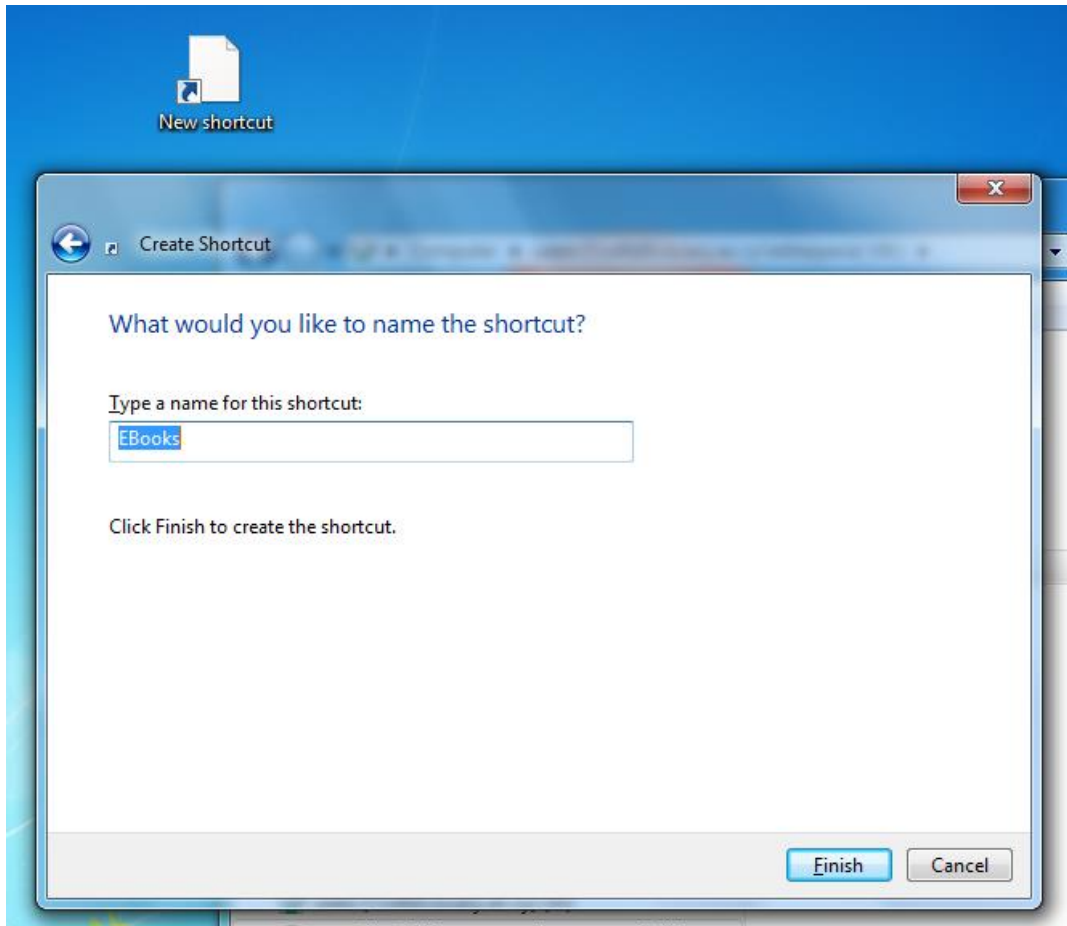 New shortcut
Create Shortcut
What would you like to name the shortcut?
Type a name for this shortcut:
EBooks
Click Finish to create the shortcut.
Finish
Cancel